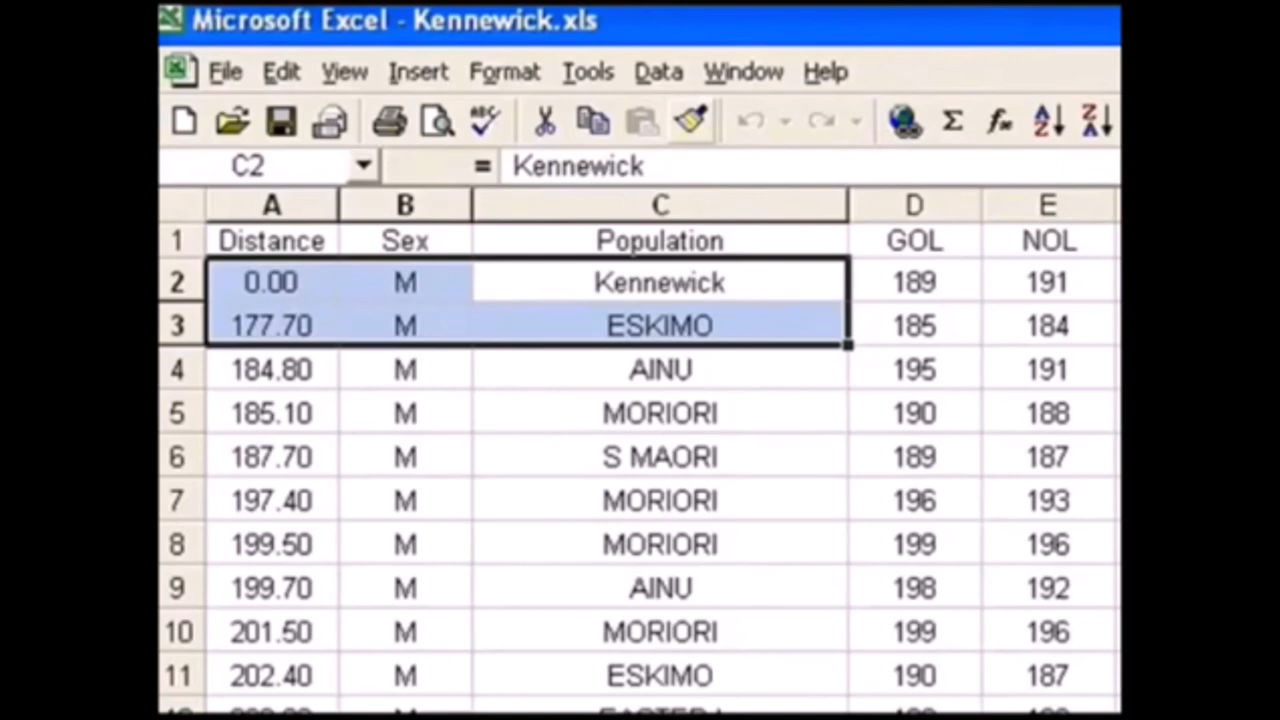 Microsoft Excel - Kennewick.xls
File Edit View Insert Format Tools Data Window Help
ABC Σ fx A Z Z A
C2 = Kennewick
A B C D E
1 Distance Sex Population GOL NOL
2 0.00 M Kennewick 189 191
3 177.70 M ESKIMO 185 184
4 184.80 M AINU 195 191
5 185.10 M MORIORI 190 188
6 187.70 M S MAORI 189 187
7 197.40 M MORIORI 196 193
8 199.50 M MORIORI 199 196
9 199.70 M AINU 198 192
10 201.50 M MORIORI 199 196
11 202.40 M ESKIMO 190 187